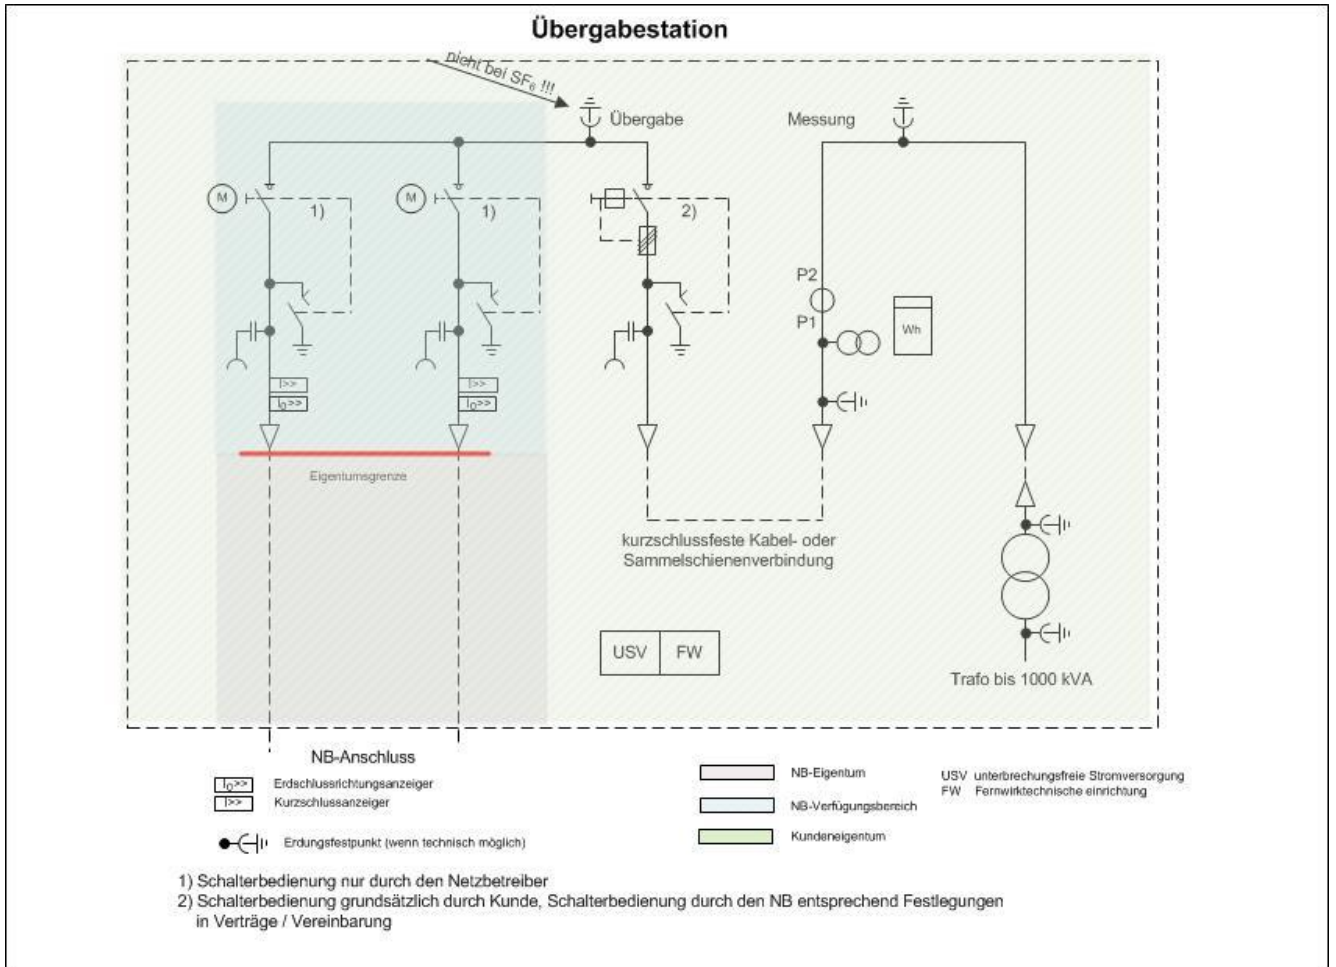 Übergabestation
nicht bei SF₆ !!!
Übergabe
Messung
M
1)
M
1)
2)
P2
P1
Wh
I>>
I₀>>
I>>
I₀>>
Eigentumsgrenze
kurzschlussfeste Kabel- oder
Sammelschienenverbindung
USV FW
Trafo bis 1000 kVA
NB-Anschluss
I₀>> Erdschlussrichtungsanzeiger
I>> Kurzschlussanzeiger
Erdungsfestpunkt (wenn technisch möglich)
NB-Eigentum
NB-Verfügungsbereich
Kundeneigentum
USV unterbrechungsfreie Stromversorgung
FW Fernwirktechnische einrichtung
1) Schalterbedienung nur durch den Netzbetreiber
2) Schalterbedienung grundsätzlich durch Kunde, Schalterbedienung durch den NB entsprechend Festlegungen
in Verträge / Vereinbarung